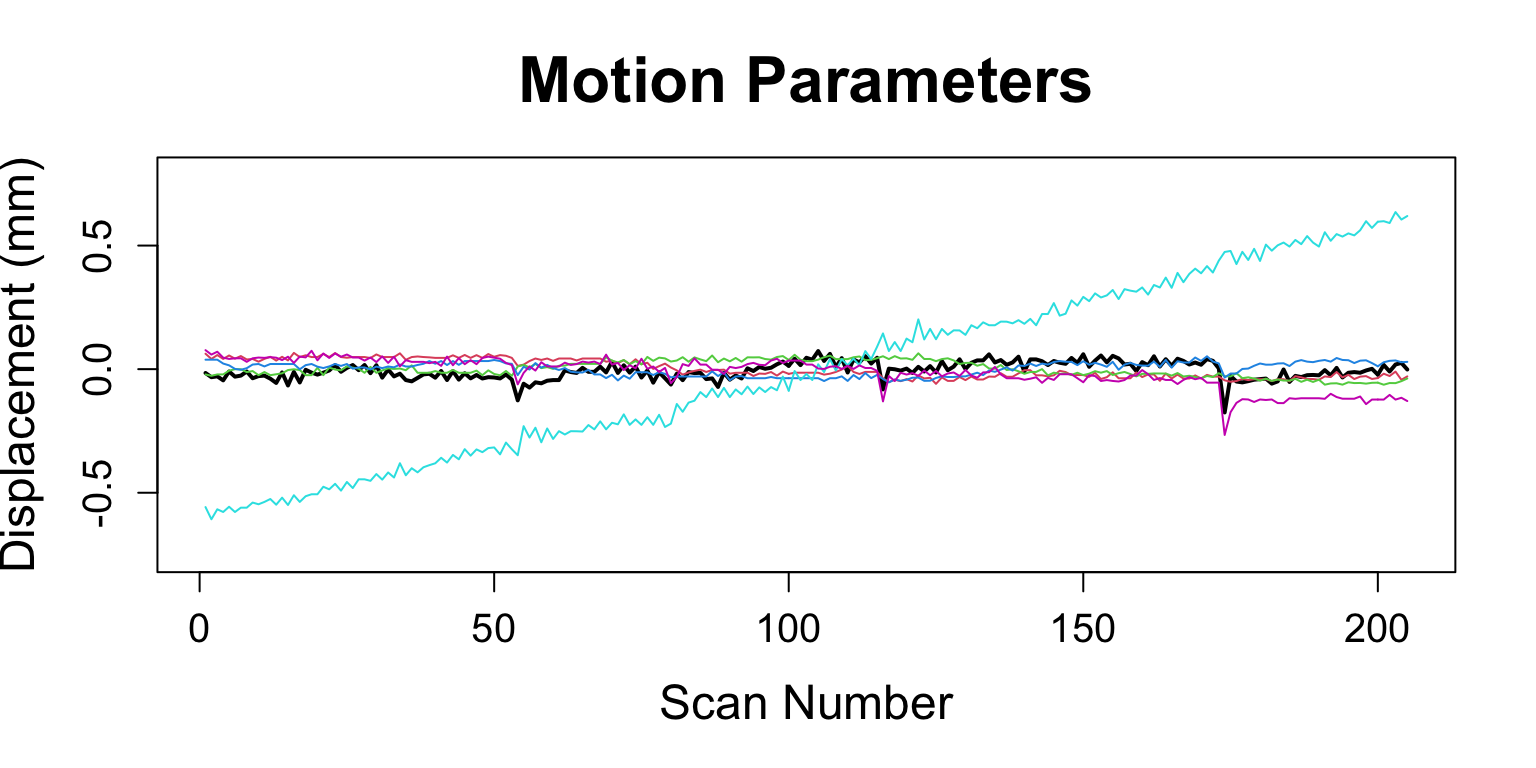 Motion Parameters
Displacement (mm)
0.5
0.0
-0.5
0 50 100 150 200
Scan Number